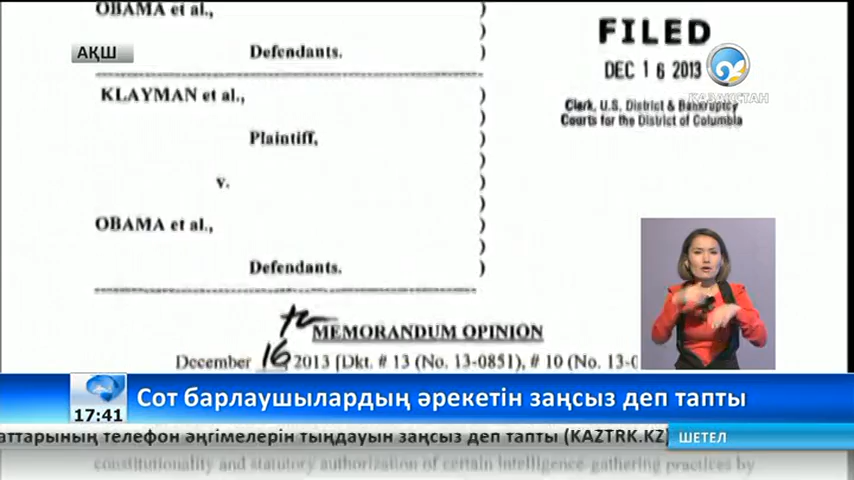 OBAMA et al., )
АҚШ
Defendants. )
KLAYMAN et al., )
Plaintiff, )
v. )
OBAMA et al., )
Defendants. )
FILED
DEC 16 2013
ҚАЗАҚСТАН
Clerk, U.S. District & Bankruptcy
Courts for the District of Columbia
MEMORANDUM OPINION
December 16, 2013 [Dkt. # 13 (No. 13-0851), # 10 (No. 13-0
17:41
Сот барлаушылардың әрекетін заңсыз деп тапты
аттарының телефон әңгімелерін тыңдауын заңсыз деп тапты (KAZTRK.KZ)
ШЕТЕЛ
constitutionality and statutory authorization of certain intelligence-gathering practices by